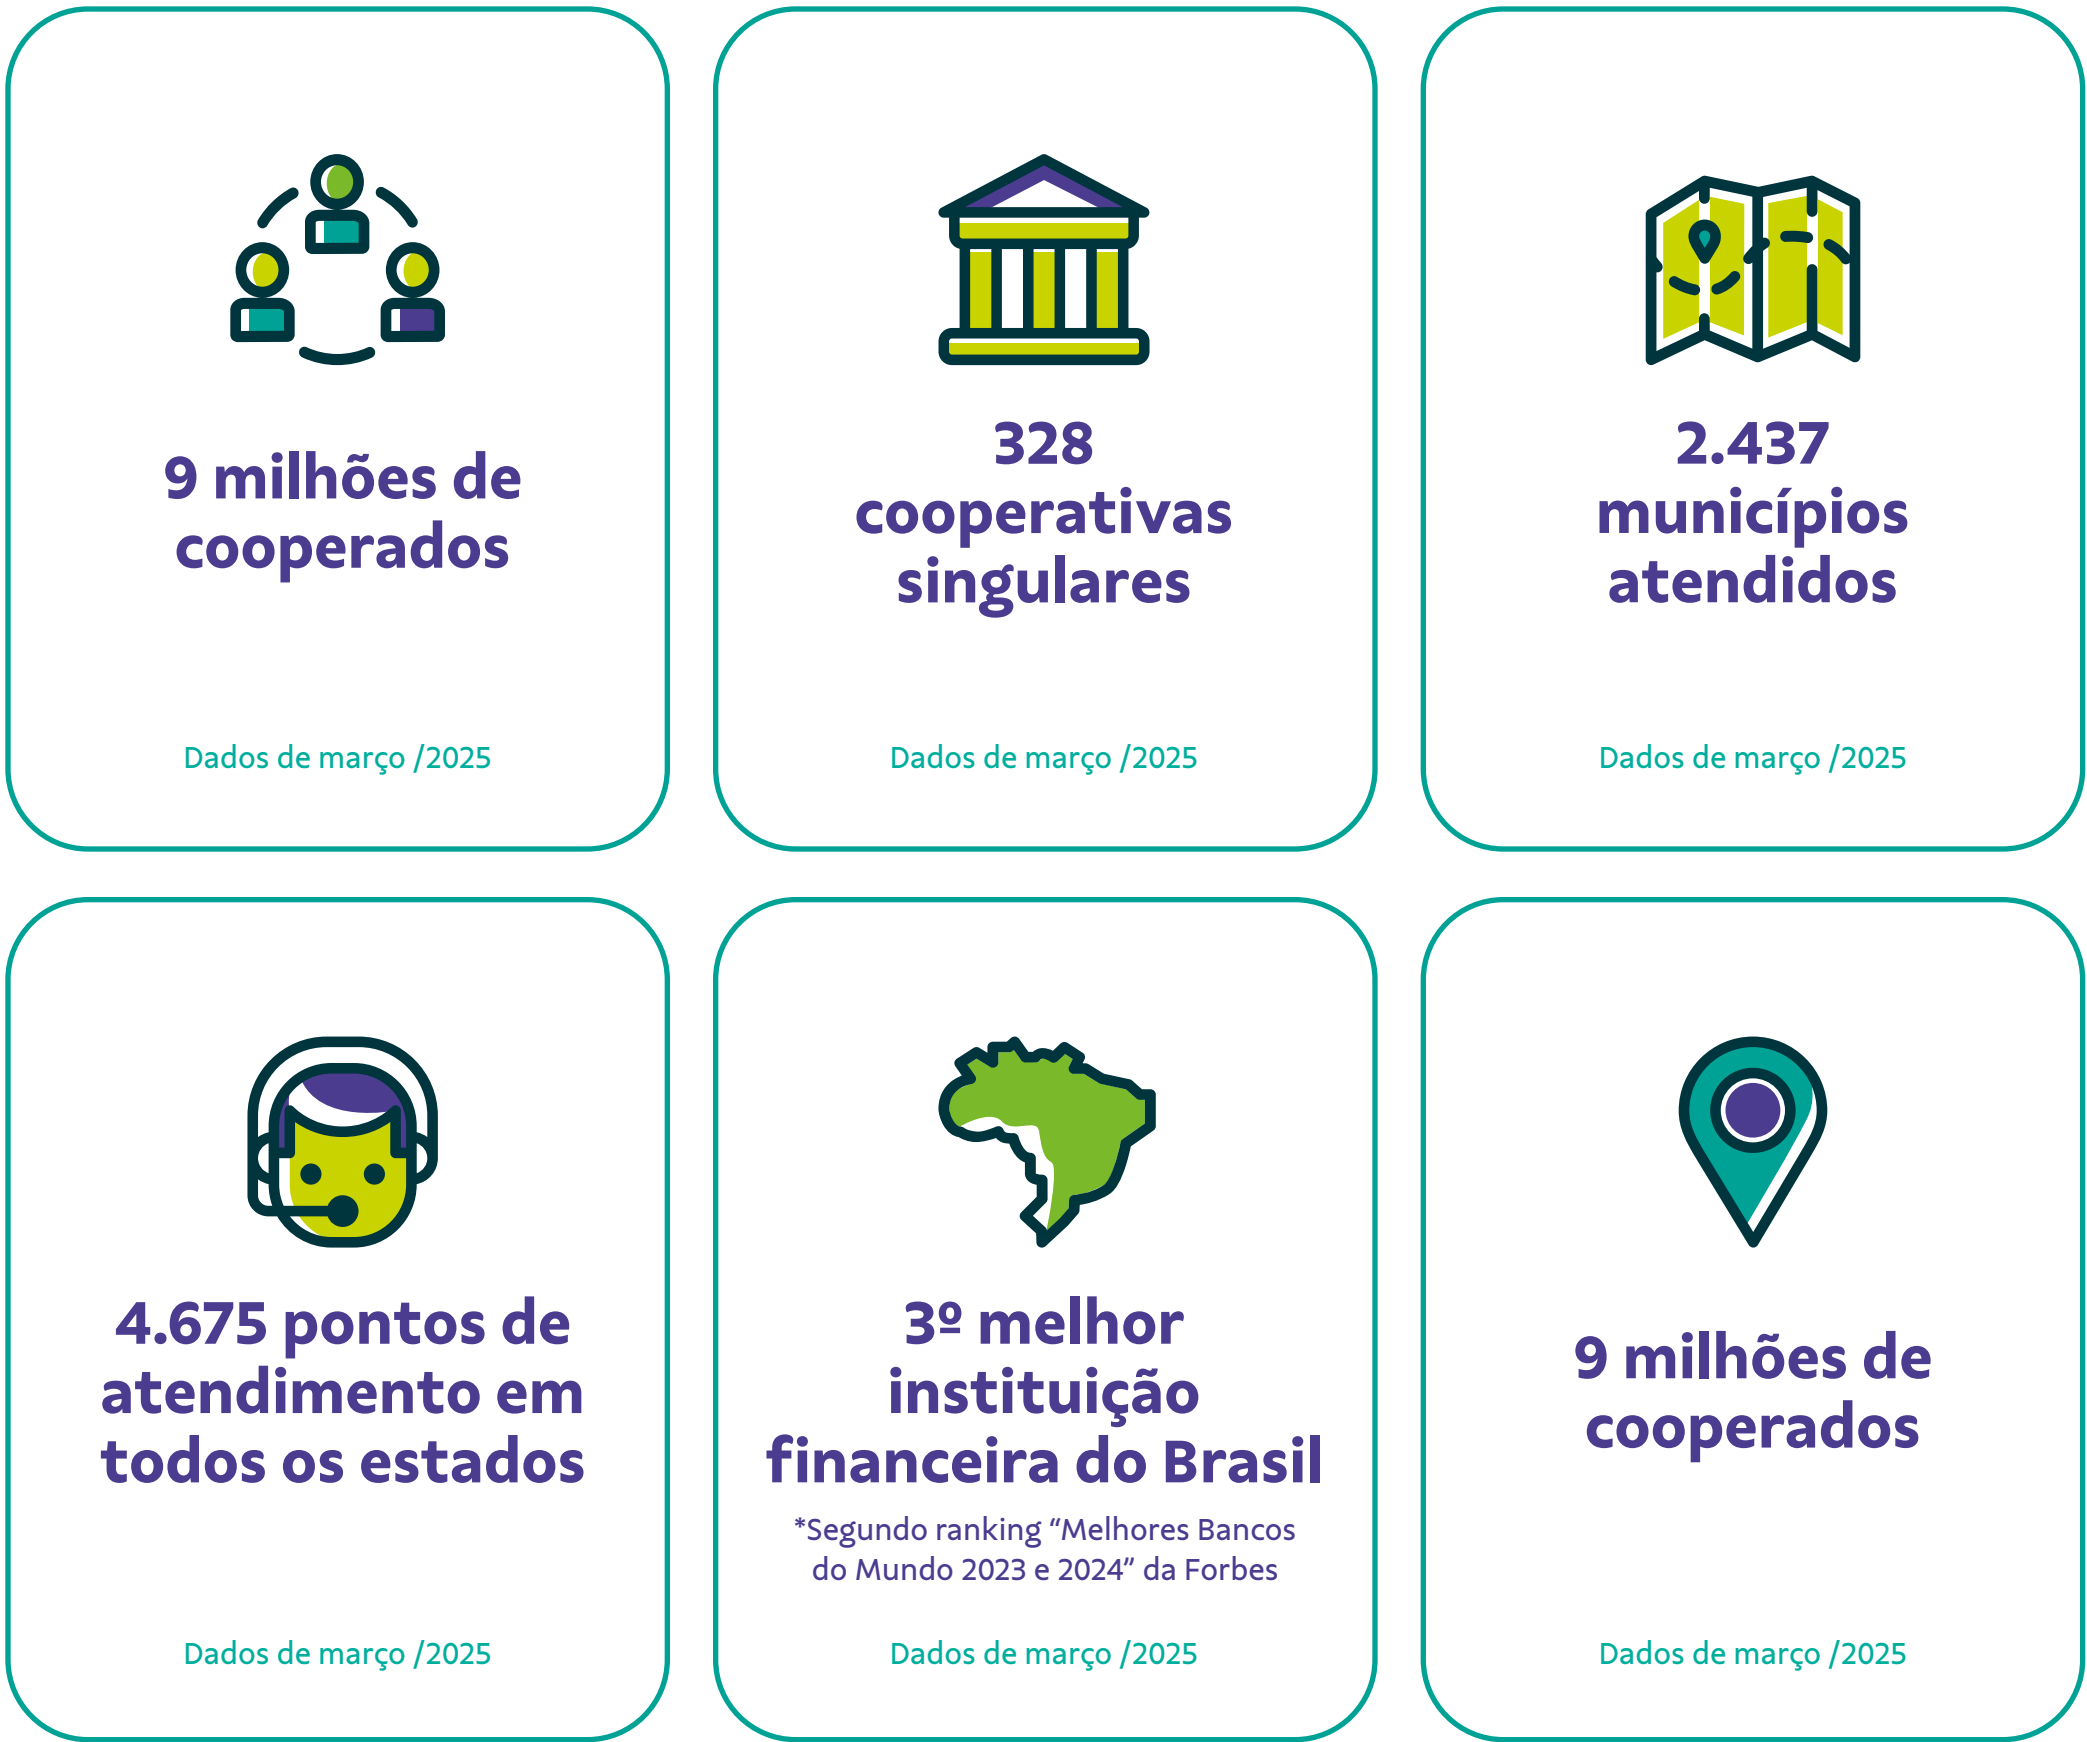 9 milhões de
cooperados
Dados de março /2025
328
cooperativas
singulares
Dados de março /2025
2.437
municípios
atendidos
Dados de março /2025
4.675 pontos de
atendimento em
todos os estados
Dados de março /2025
3º melhor
instituição
financeira do Brasil
*Segundo ranking “Melhores Bancos
do Mundo 2023 e 2024” da Forbes
Dados de março /2025
9 milhões de
cooperados
Dados de março /2025